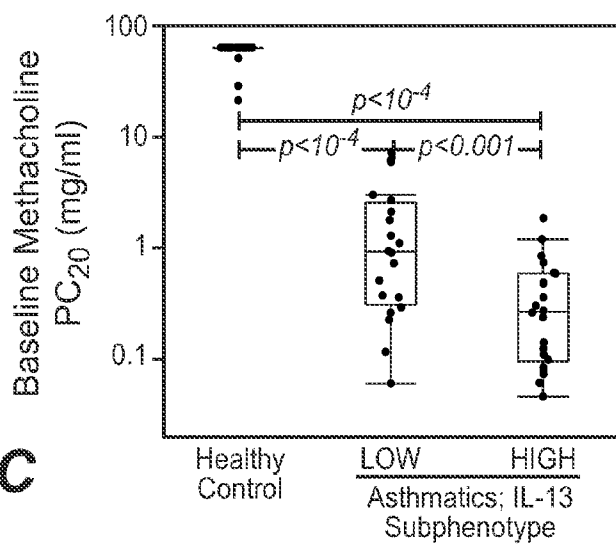 Baseline Methacholine
PC20 (mg/ml)
100
10
1
0.1
p<10-4
p<10-4
p<0.001
Healthy
Control
LOW
HIGH
Asthmatics; IL-13
Subphenotype
C